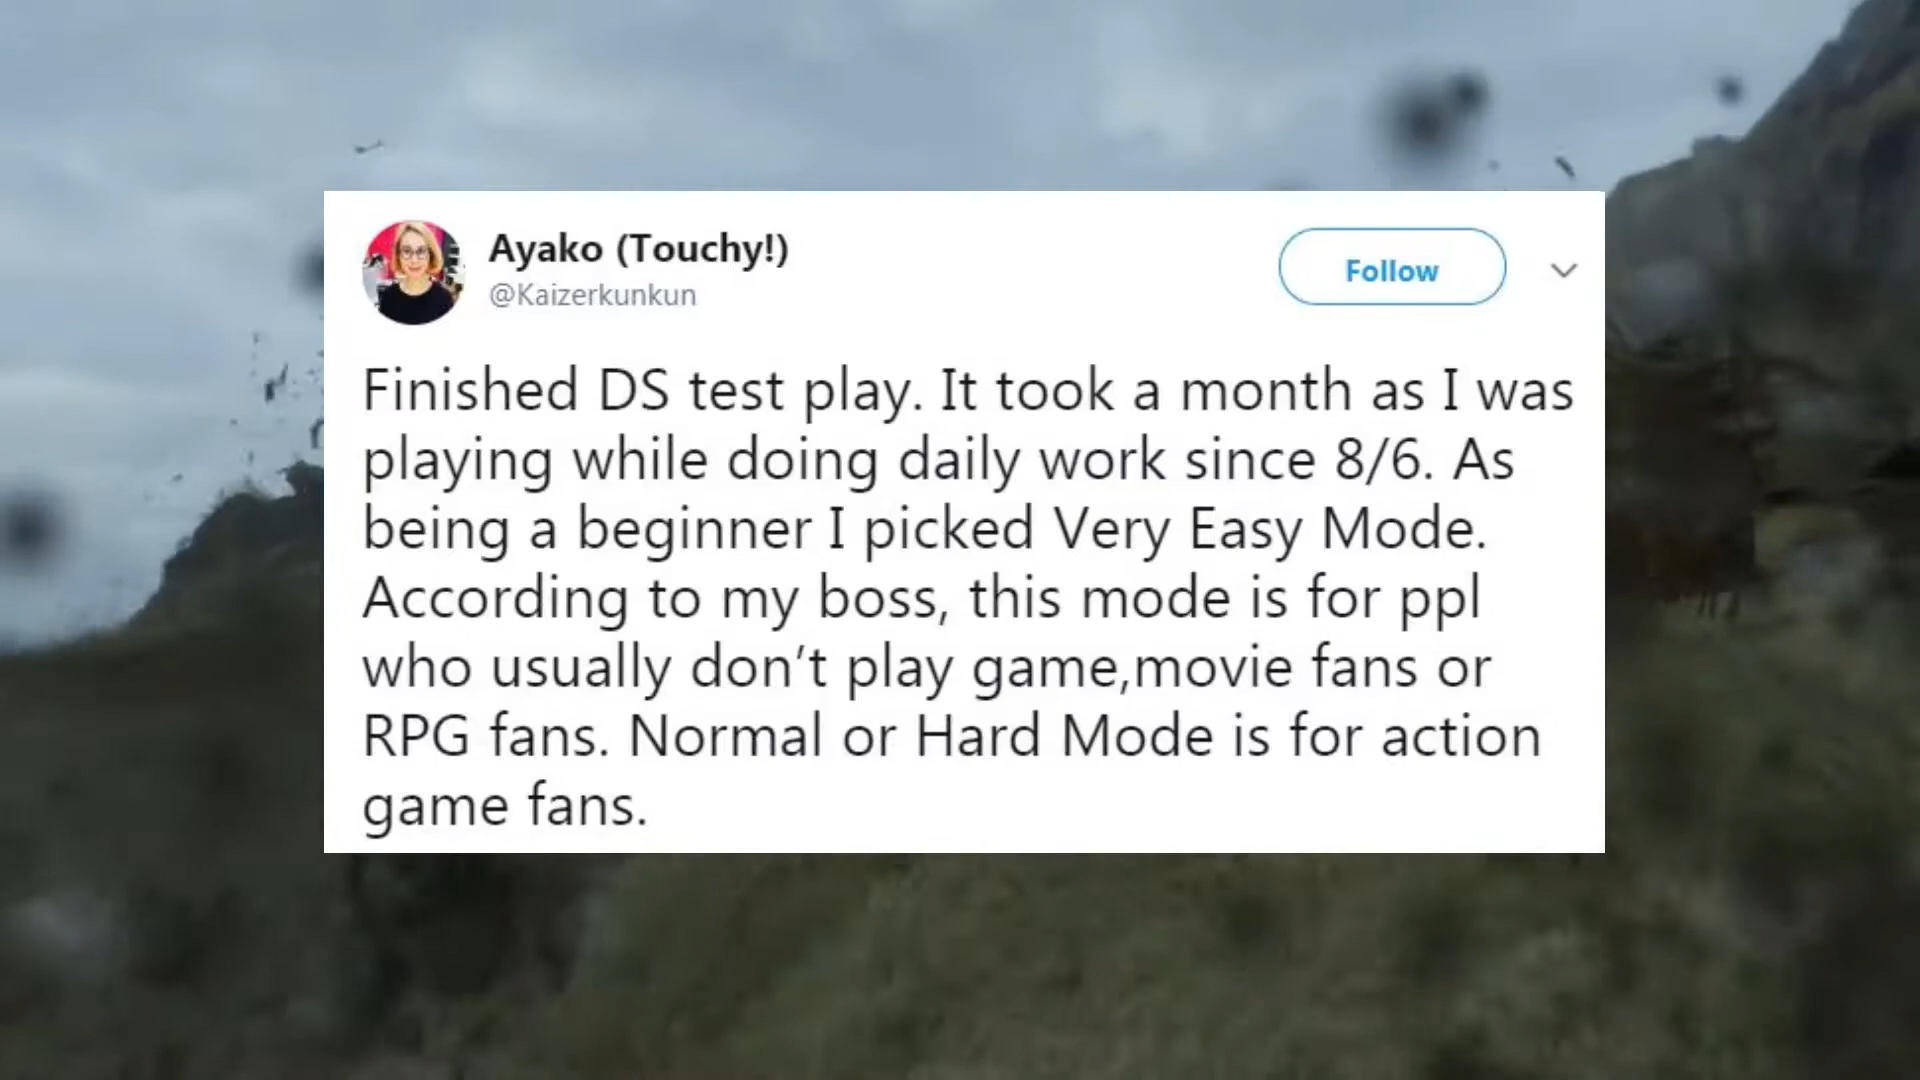 Ayako (Touchy!)
@Kaizerkunkun
Follow
Finished DS test play. It took a month as I was
playing while doing daily work since 8/6. As
being a beginner I picked Very Easy Mode.
According to my boss, this mode is for ppl
who usually don’t play game,movie fans or
RPG fans. Normal or Hard Mode is for action
game fans.